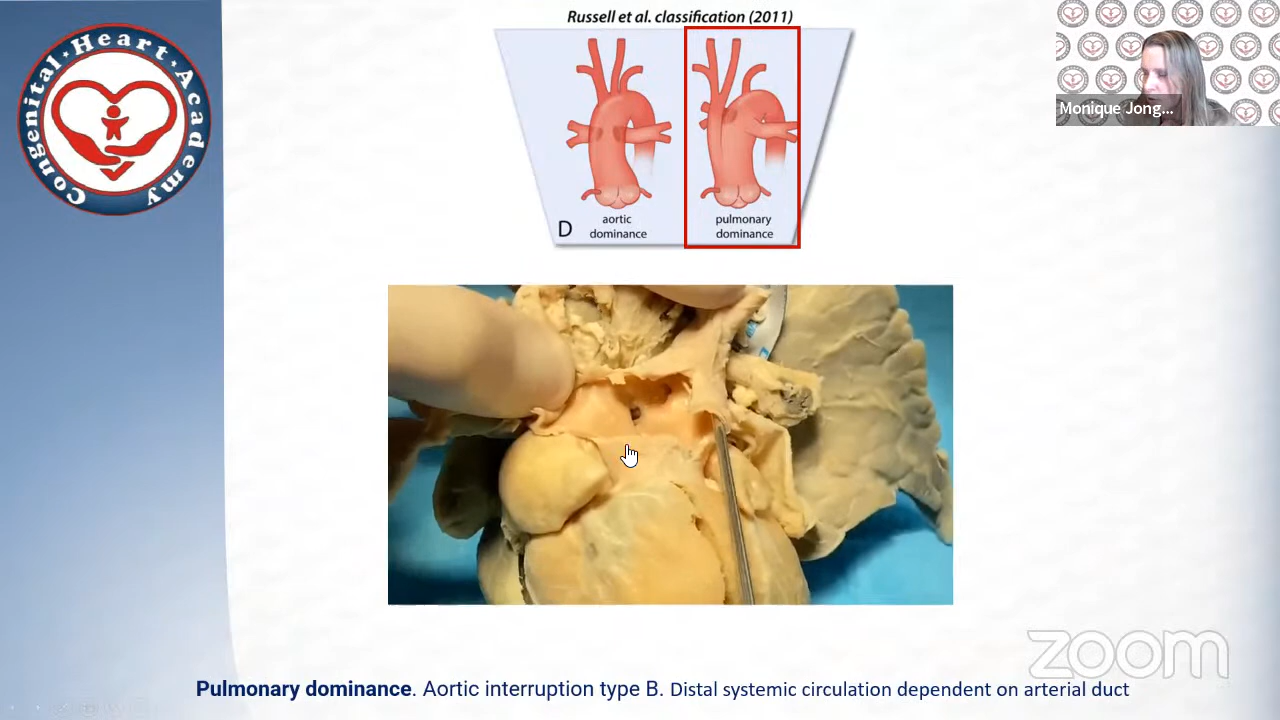 Russell et al. classification (2011)
Congenital · Heart · Academy
Monique Jong...
D
aortic
dominance
pulmonary
dominance
zoom
Pulmonary dominance. Aortic interruption type B. Distal systemic circulation dependent on arterial duct